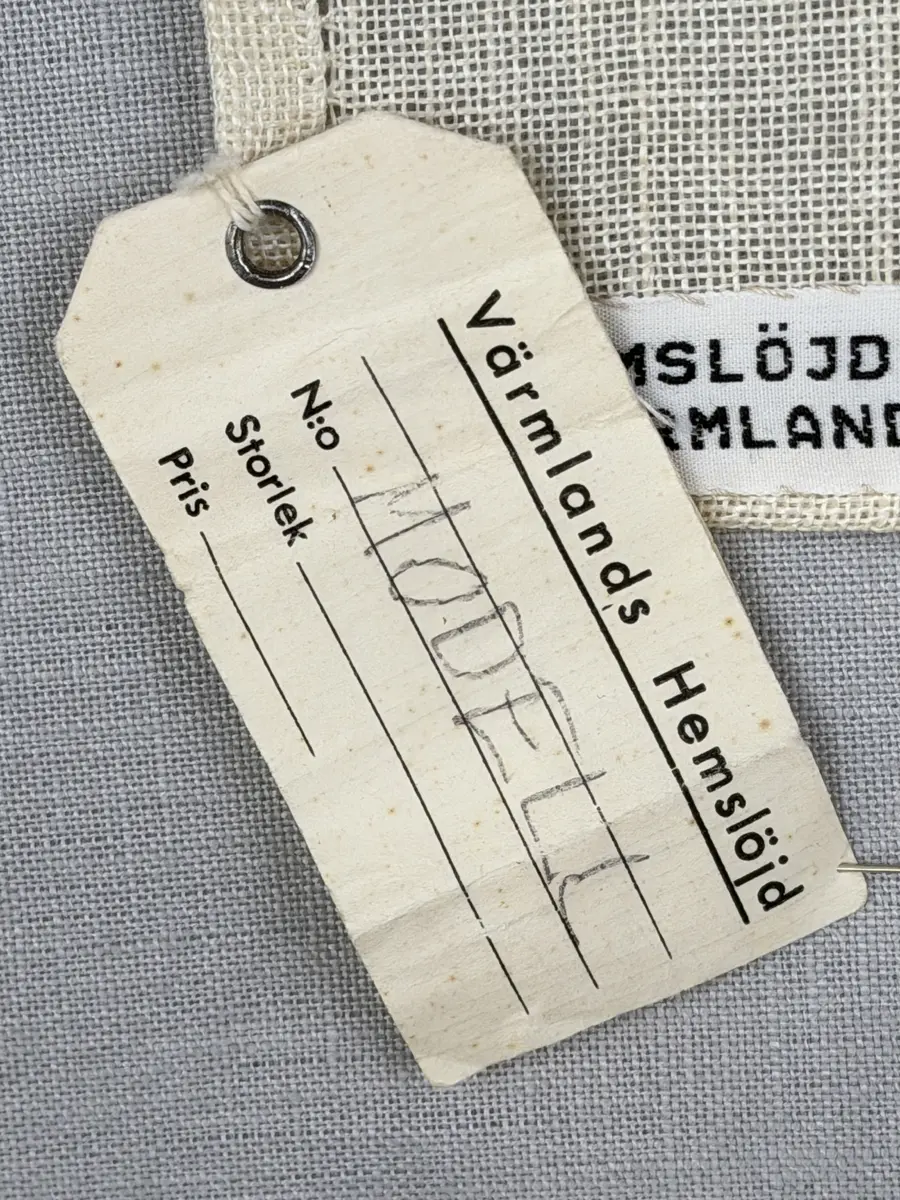 Värmlands Hemslöjd
MODELL
N:o
Storlek
Pris
MSLÖJD
RMLAND